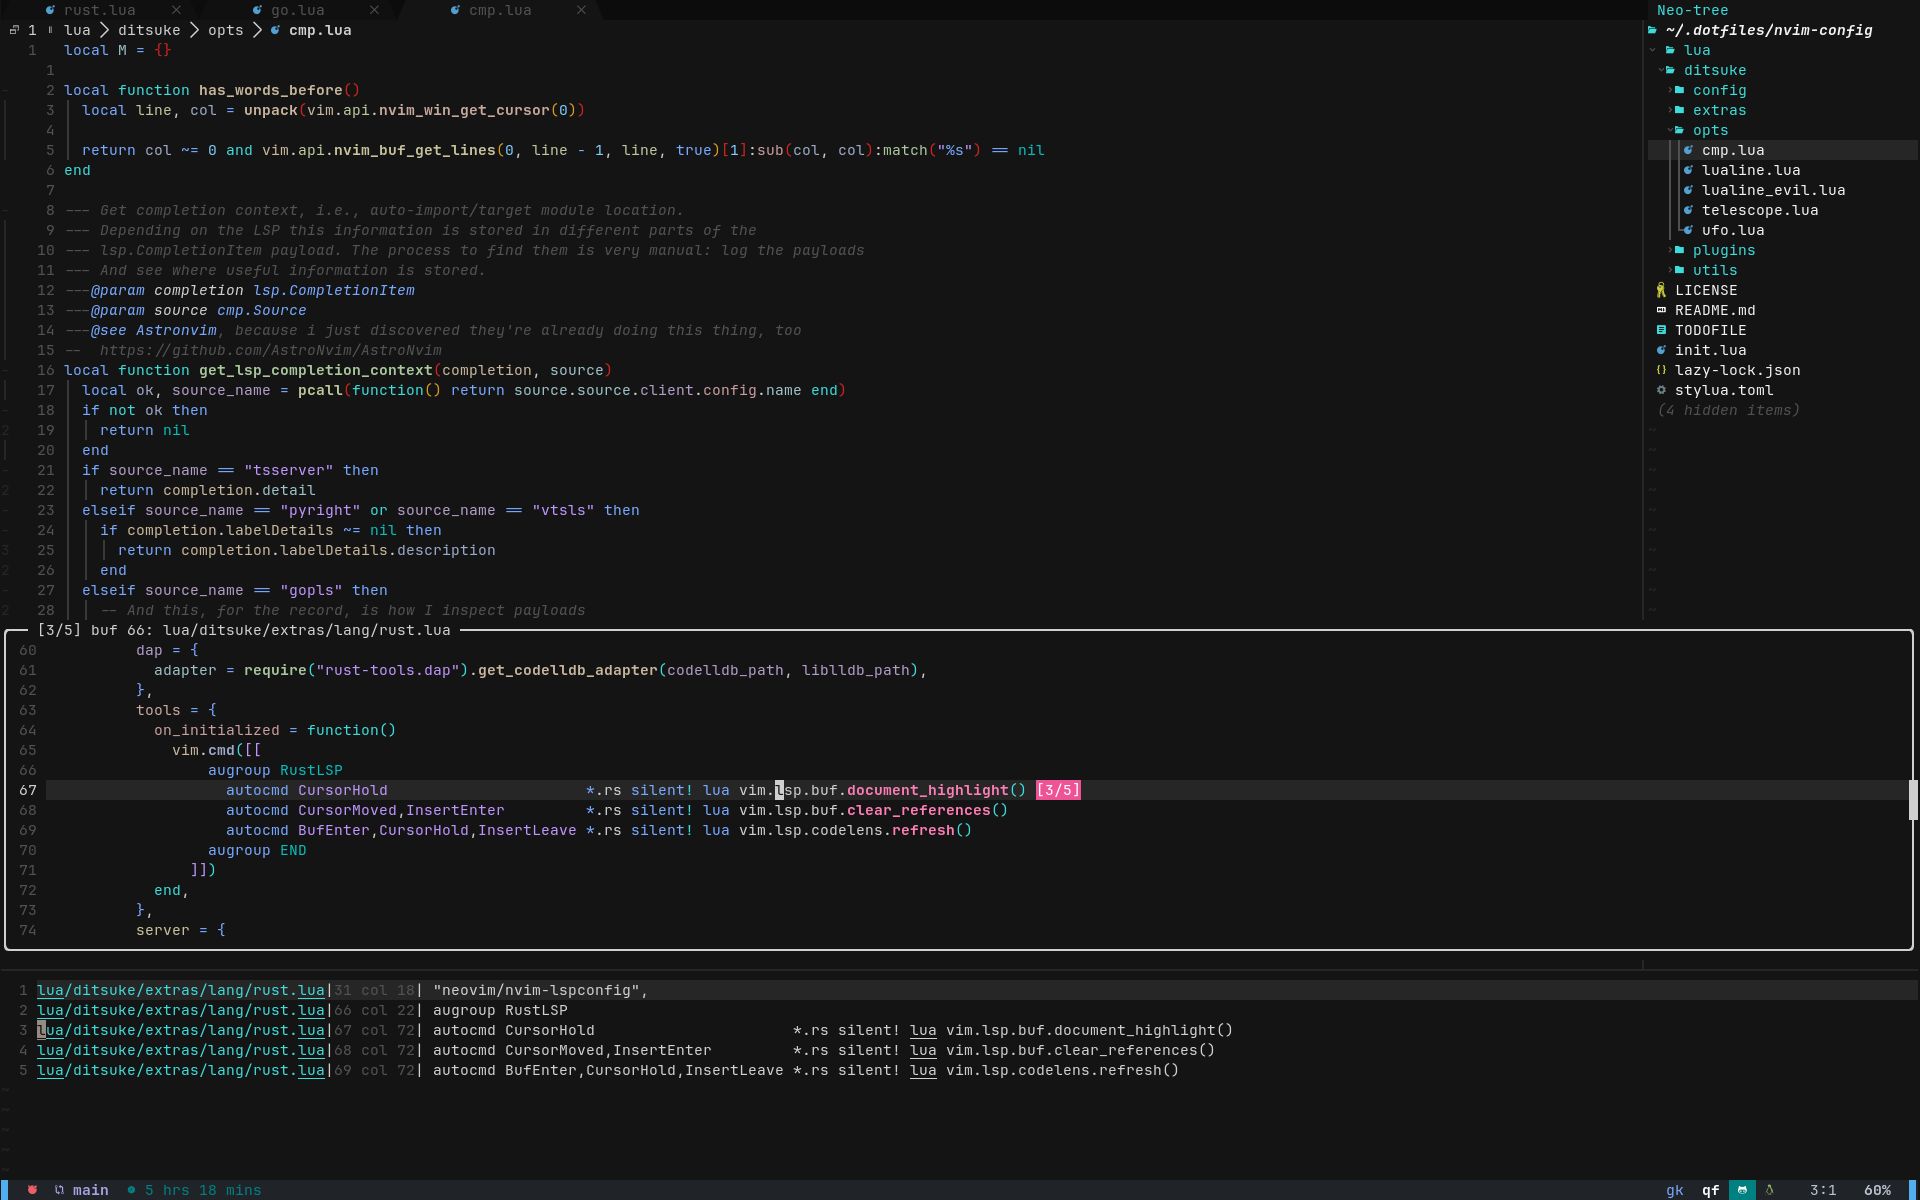 rust.lua
go.lua
cmp.lua
1 lua ditsuke opts cmp.lua
1 local M = {}
1
2 local function has_words_before()
3 local line, col = unpack(vim.api.nvim_win_get_cursor(0))
4
5 return col ~= 0 and vim.api.nvim_buf_get_lines(0, line - 1, line, true)[1]:sub(col, col):match("%s") == nil
6 end
7
8 --- Get completion context, i.e., auto-import/target module location.
9 --- Depending on the LSP this information is stored in different parts of the
10 --- lsp.CompletionItem payload. The process to find them is very manual: log the payloads
11 --- And see where useful information is stored.
12 ---@param completion lsp.CompletionItem
13 ---@param source cmp.Source
14 ---@see Astronvim, because i just discovered they're already doing this thing, too
15 --  https://github.com/AstroNvim/AstroNvim
16 local function get_lsp_completion_context(completion, source)
17 local ok, source_name = pcall(function() return source.source.client.config.name end)
18 if not ok then
2 19 return nil
20 end
21 if source_name == "tsserver" then
2 22 return completion.detail
23 elseif source_name == "pyright" or source_name == "vtsls" then
24 if completion.labelDetails ~= nil then
3 25 return completion.labelDetails.description
2 26 end
27 elseif source_name == "gopls" then
2 28 -- And this, for the record, is how I inspect payloads
Neo-tree
~/.dotfiles/nvim-config
lua
ditsuke
config
extras
opts
cmp.lua
lualine.lua
lualine_evil.lua
telescope.lua
ufo.lua
plugins
utils
LICENSE
README.md
TODOFILE
init.lua
lazy-lock.json
stylua.toml
(4 hidden items)
[3/5] buf 66: lua/ditsuke/extras/lang/rust.lua
60 dap = {
61 adapter = require("rust-tools.dap").get_codelldb_adapter(codelldb_path, liblldb_path),
62 },
63 tools = {
64 on_initialized = function()
65 vim.cmd([[
66 augroup RustLSP
67 autocmd CursorHold *.rs silent! lua vim.lsp.buf.document_highlight() [3/5]
68 autocmd CursorMoved,InsertEnter *.rs silent! lua vim.lsp.buf.clear_references()
69 autocmd BufEnter,CursorHold,InsertLeave *.rs silent! lua vim.lsp.codelens.refresh()
70 augroup END
71 ]])
72 end,
73 },
74 server = {
1 lua/ditsuke/extras/lang/rust.lua|31 col 18| "neovim/nvim-lspconfig",
2 lua/ditsuke/extras/lang/rust.lua|66 col 22| augroup RustLSP
3 lua/ditsuke/extras/lang/rust.lua|67 col 72| autocmd CursorHold *.rs silent! lua vim.lsp.buf.document_highlight()
4 lua/ditsuke/extras/lang/rust.lua|68 col 72| autocmd CursorMoved,InsertEnter *.rs silent! lua vim.lsp.buf.clear_references()
5 lua/ditsuke/extras/lang/rust.lua|69 col 72| autocmd BufEnter,CursorHold,InsertLeave *.rs silent! lua vim.lsp.codelens.refresh()
main 5 hrs 18 mins gk qf 3:1 60%